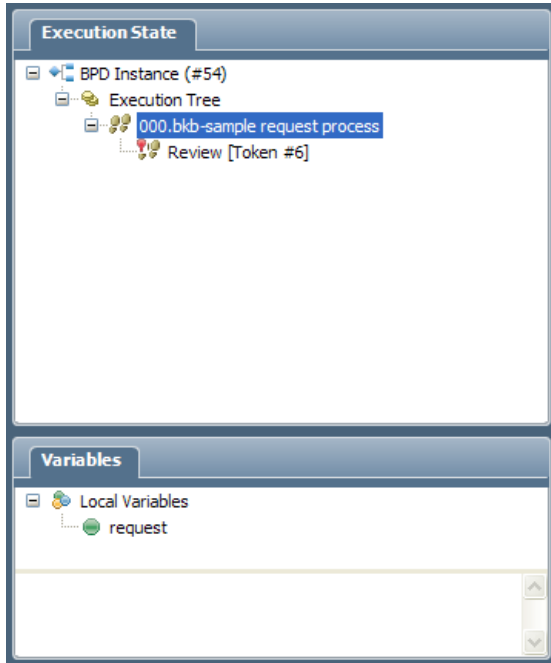 Execution State
BPD Instance (#54)
Execution Tree
000.bkb-sample request process
Review [Token #6]
Variables
Local Variables
request